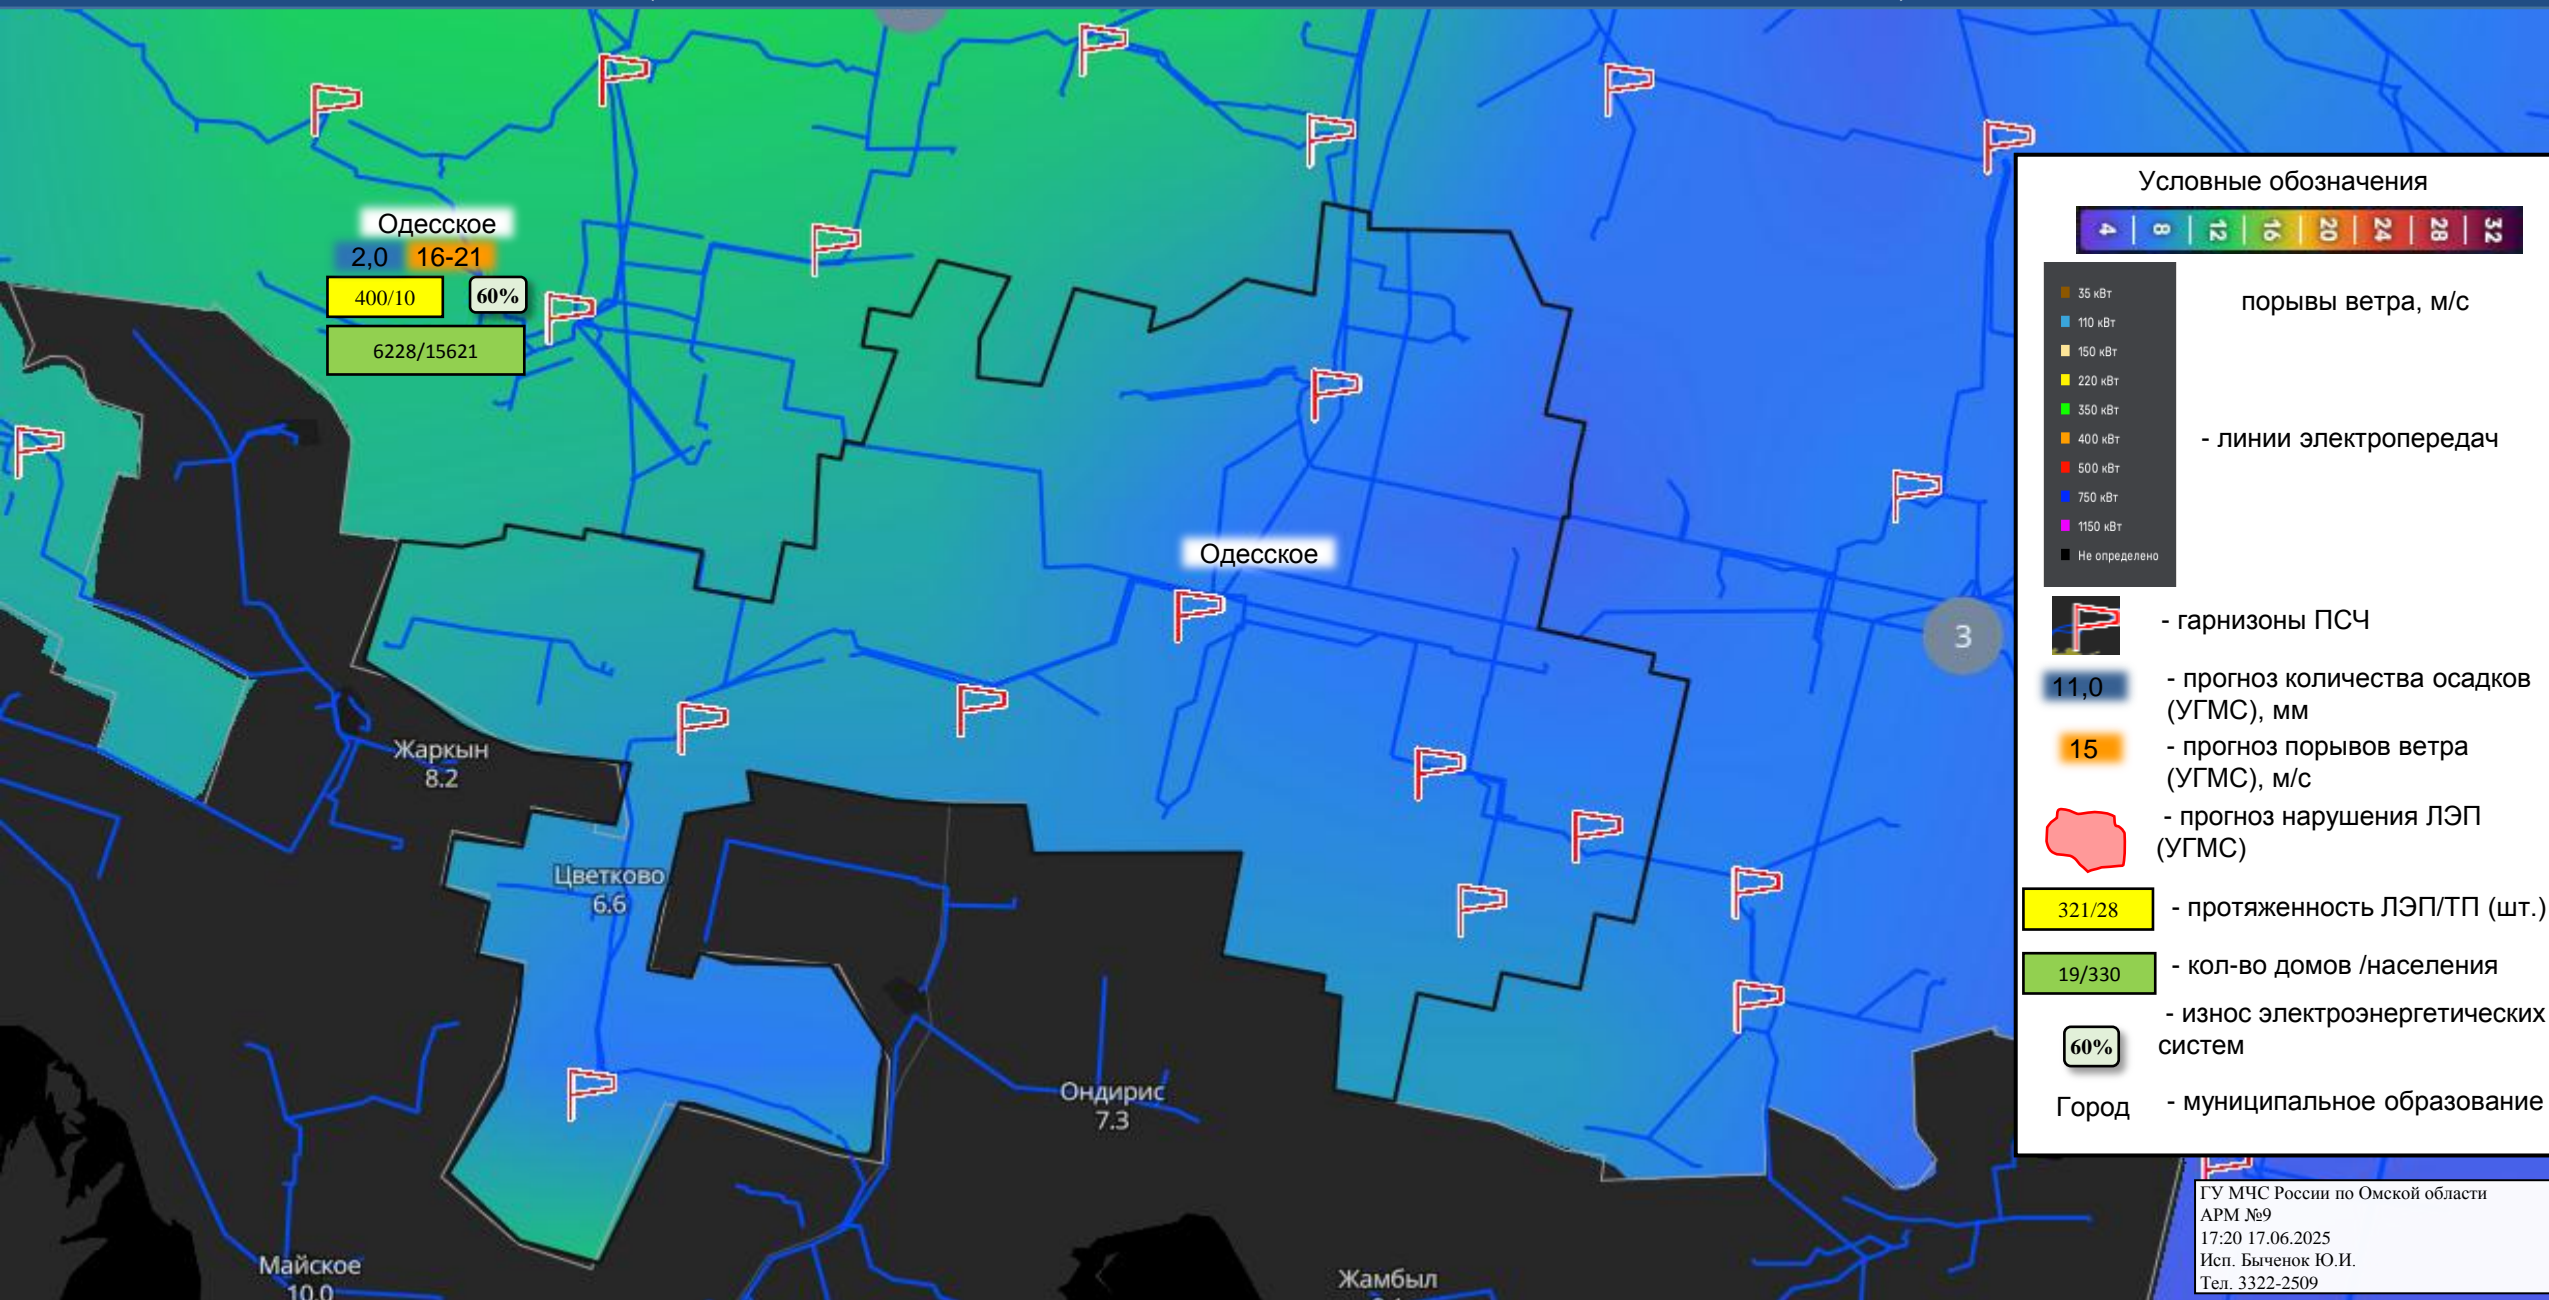 Одесское
2,0 16-21
400/10 60%
6228/15621
Одесское
3
Жаркын
8.2
Цветково
6.6
Ондирис
7.3
Майское
10.0
Жамбыл
Условные обозначения
4 8 12 16 20 24 28 32
порывы ветра, м/с
35 кВт
110 кВт
150 кВт
220 кВт
350 кВт
400 кВт
500 кВт
750 кВт
1150 кВт
Не определено
- линии электропередач
- гарнизоны ПСЧ
11,0 - прогноз количества осадков
(УГМС), мм
15 - прогноз порывов ветра
(УГМС), м/с
- прогноз нарушения ЛЭП
(УГМС)
321/28 - протяженность ЛЭП/ТП (шт.)
19/330 - кол-во домов /населения
- износ электроэнергетических
60% систем
Город - муниципальное образование
ГУ МЧС России по Омской области
АРМ №9
17:20 17.06.2025
Исп. Быченок Ю.И.
Тел. 3322-2509